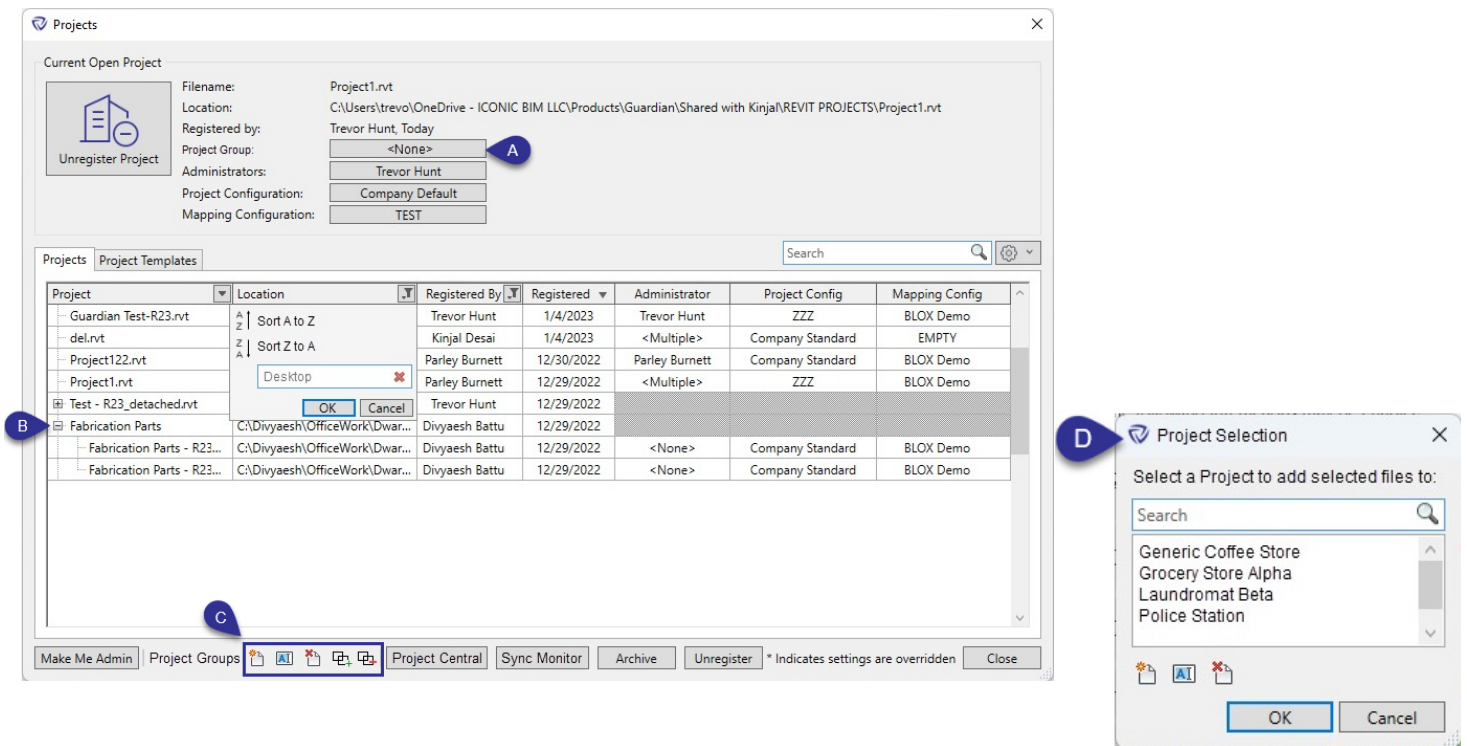 Projects
Current Open Project
Unregister Project
Filename: Project1.rvt
Location: C:\Users\trevo\OneDrive - ICONIC BIM LLC\Products\Guardian\Shared with Kinjal\REVIT PROJECTS\Project1.rvt
Registered by: Trevor Hunt, Today
Project Group: <None> A
Administrators: Trevor Hunt
Project Configuration: Company Default
Mapping Configuration: TEST
Projects Project Templates Search
Project Location Registered By Registered Administrator Project Config Mapping Config
Guardian Test-R23.rvt Trevor Hunt 1/4/2023 Trevor Hunt ZZZ BLOX Demo
del.rvt Kinjal Desai 1/4/2023 <Multiple> Company Standard EMPTY
Project122.rvt Parley Burnett 12/30/2022 Parley Burnett Company Standard BLOX Demo
Project1.rvt Parley Burnett 12/29/2022 <Multiple> ZZZ BLOX Demo
Test - R23_detached.rvt Trevor Hunt 12/29/2022
B Fabrication Parts C:\Divyaesh\OfficeWork\Dwar... Divyaesh Battu 12/29/2022
Fabrication Parts - R23... C:\Divyaesh\OfficeWork\Dwar... Divyaesh Battu 12/29/2022 <None> Company Standard BLOX Demo
Fabrication Parts - R23... C:\Divyaesh\OfficeWork\Dwar... Divyaesh Battu 12/29/2022 <None> Company Standard BLOX Demo
A Z Sort A to Z
Z A Sort Z to A
Desktop
OK Cancel
C
Make Me Admin Project Groups AI Project Central Sync Monitor Archive Unregister * Indicates settings are overridden Close
D Project Selection
Select a Project to add selected files to:
Search
Generic Coffee Store
Grocery Store Alpha
Laundromat Beta
Police Station
AI
OK Cancel